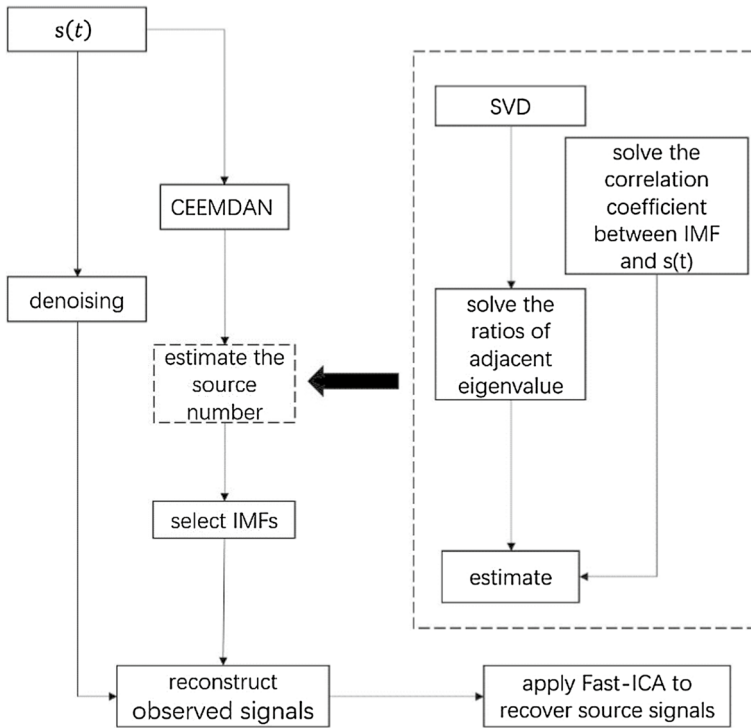 s(t)
CEEMDAN
denoising
estimate the
source
number
select IMFs
reconstruct
observed signals
apply Fast-ICA to
recover source signals
SVD
solve the
correlation
coefficient
between IMF
and s(t)
solve the
ratios of
adjacent
eigenvalue
estimate